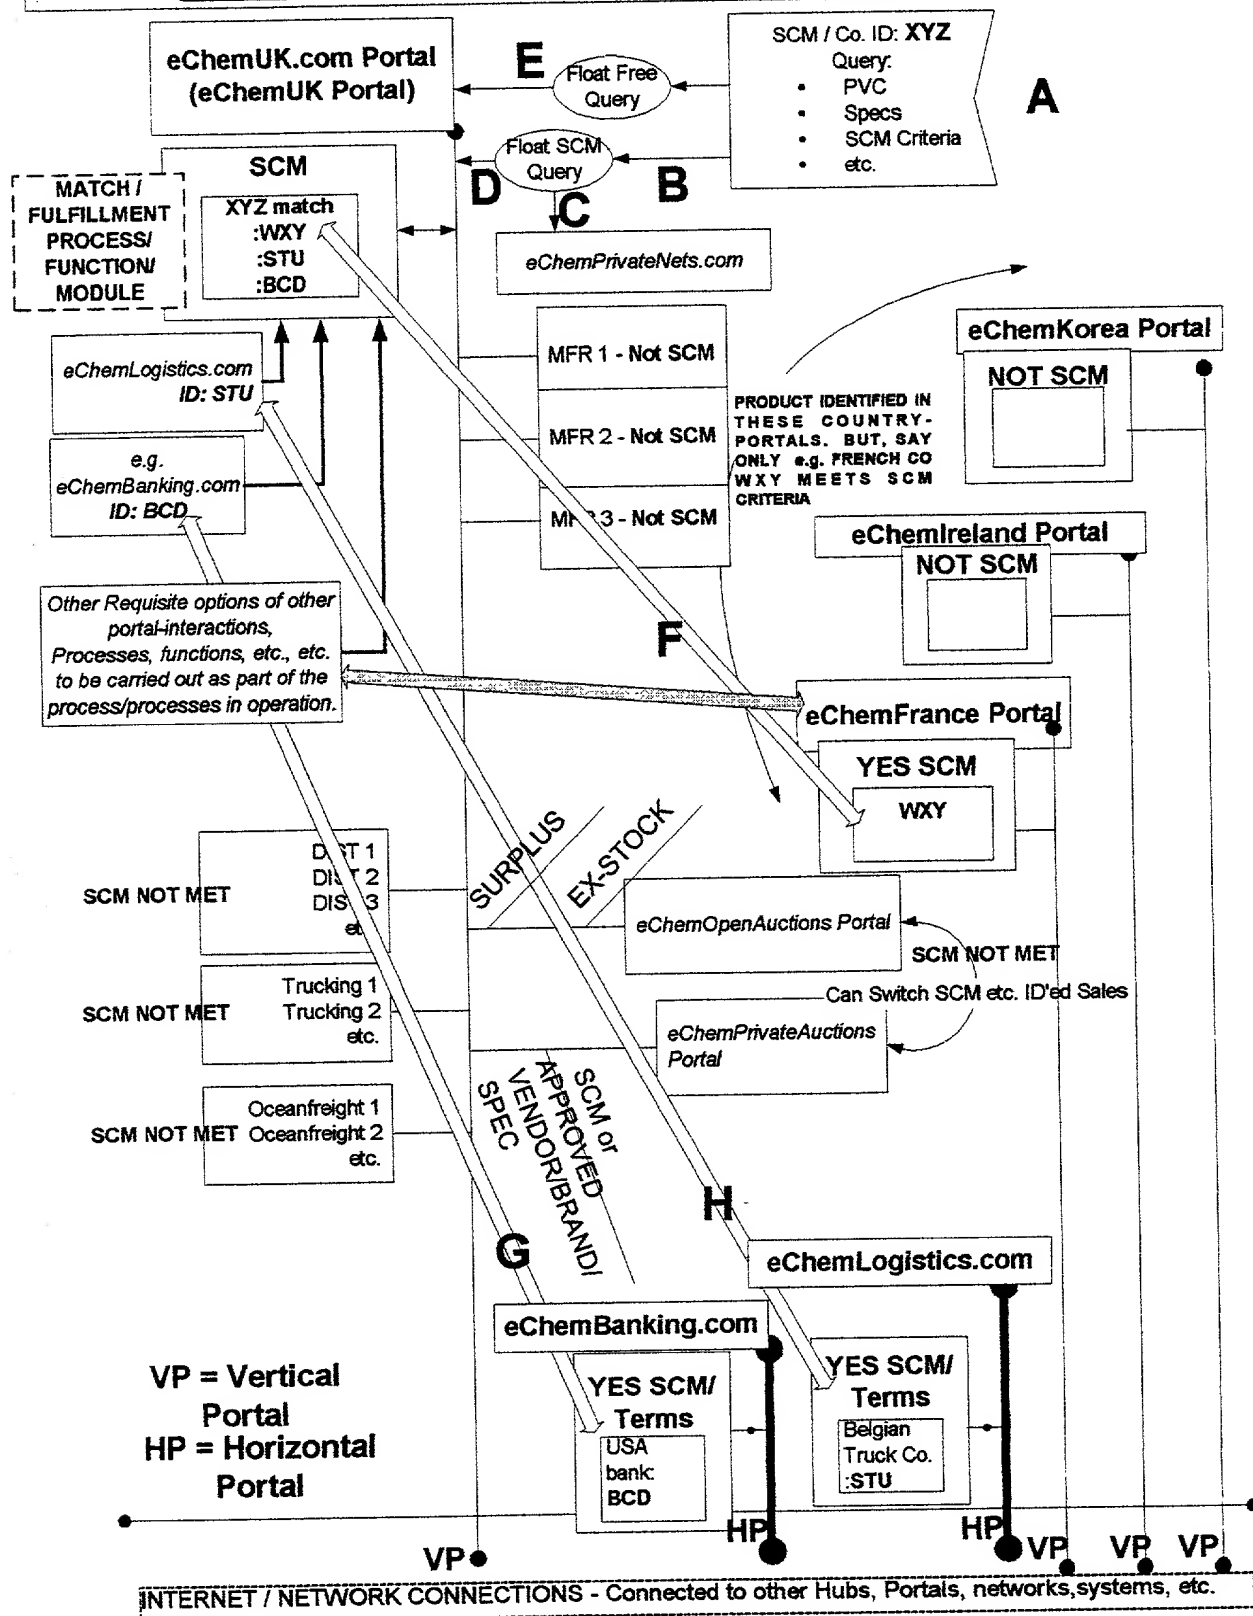 eChemUK.com Portal
(eChemUK Portal)
E
Float Free
Query
SCM / Co. ID: XYZ
Query:
• PVC
• Specs
• SCM Criteria
• etc.
A
Float SCM
Query
D
B
C
SCM
XYZ match
:WXY
:STU
:BCD
MATCH /
FULFILLMENT
PROCESS/
FUNCTION/
MODULE
eChemPrivateNets.com
eChemLogistics.com
ID: STU
e.g.
eChemBanking.com
ID: BCD
MFR 1 - Not SCM
MFR 2 - Not SCM
MFR 3 - Not SCM
PRODUCT IDENTIFIED IN
THESE COUNTRY-
PORTALS. BUT, SAY
ONLY e.g. FRENCH CO
WXY MEETS SCM
CRITERIA
eChemKorea Portal
NOT SCM
eChemIreland Portal
NOT SCM
Other Requisite options of other
portal-interactions,
Processes, functions, etc., etc.
to be carried out as part of the
process/processes in operation.
F
eChemFrance Portal
YES SCM
WXY
SURPLUS
EX-STOCK
SCM NOT MET
DIST 1
DIST 2
DIST 3
etc.
eChemOpenAuctions Portal
SCM NOT MET
Can Switch SCM etc. ID'ed Sales
eChemPrivateAuctions
Portal
SCM NOT MET
Trucking 1
Trucking 2
etc.
SCM NOT MET
Oceanfreight 1
Oceanfreight 2
etc.
SCM or
APPROVED
VENDOR/BRAND/
SPEC
H
G
eChemLogistics.com
eChemBanking.com
YES SCM/
Terms
USA
bank:
BCD
YES SCM/
Terms
Belgian
Truck Co.
:STU
VP = Vertical
Portal
HP = Horizontal
Portal
HP
HP
VP
VP
VP
VP
INTERNET / NETWORK CONNECTIONS - Connected to other Hubs, Portals, networks,systems, etc.